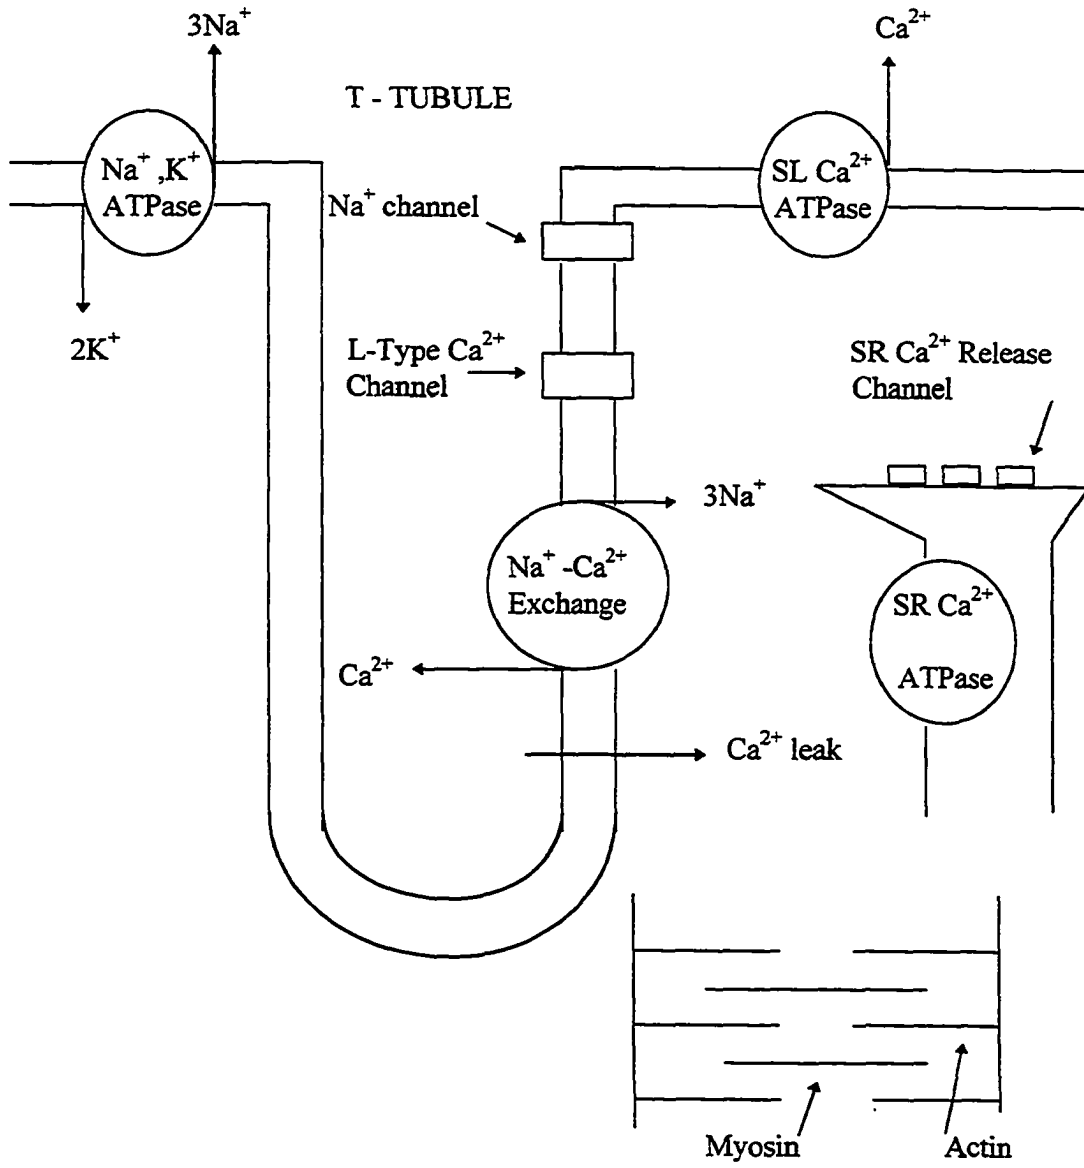 3Na⁺
Ca²⁺
T - TUBULE
Na⁺ ,K⁺
ATPase
SL Ca²⁺
ATPase
Na⁺ channel
2K⁺
L-Type Ca²⁺
Channel
SR Ca²⁺ Release
Channel
3Na⁺
Na⁺ -Ca²⁺
Exchange
SR Ca²⁺
ATPase
Ca²⁺
Ca²⁺ leak
Myosin
Actin